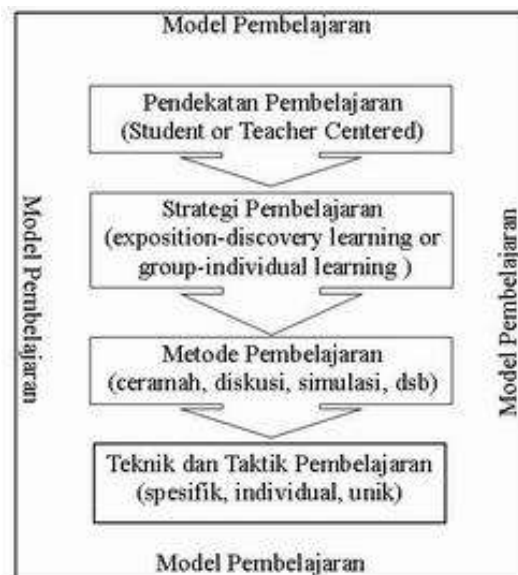 Model Pembelajaran
Pendekatan Pembelajaran
(Student or Teacher Centered)
Strategi Pembelajaran
(exposition-discovery learning or
group-individual learning )
Metode Pembelajaran
(ceramah, diskusi, simulasi, dsb)
Teknik dan Taktik Pembelajaran
(spesifik, individual, unik)
Model Pembelajaran
Model Pembelajaran
Model Pembelajaran